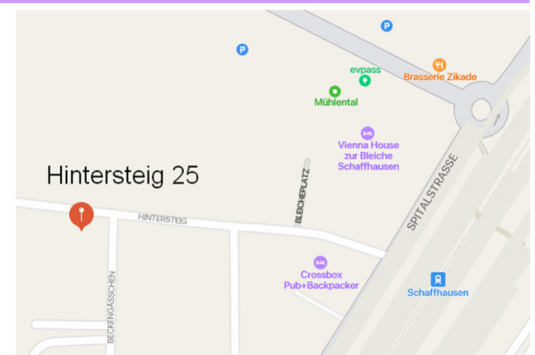 P
P
evpass
Brasserie Zikade
Mühlental
Vienna House
zur Bleiche
Schaffhausen
Hintersteig 25
BLEICHEPLATZ
SPITALSTRASSE
HINTERSTEIG
Crossbox
Pub+Backpacker
Schaffhausen
BECKENGÄSSCHEN